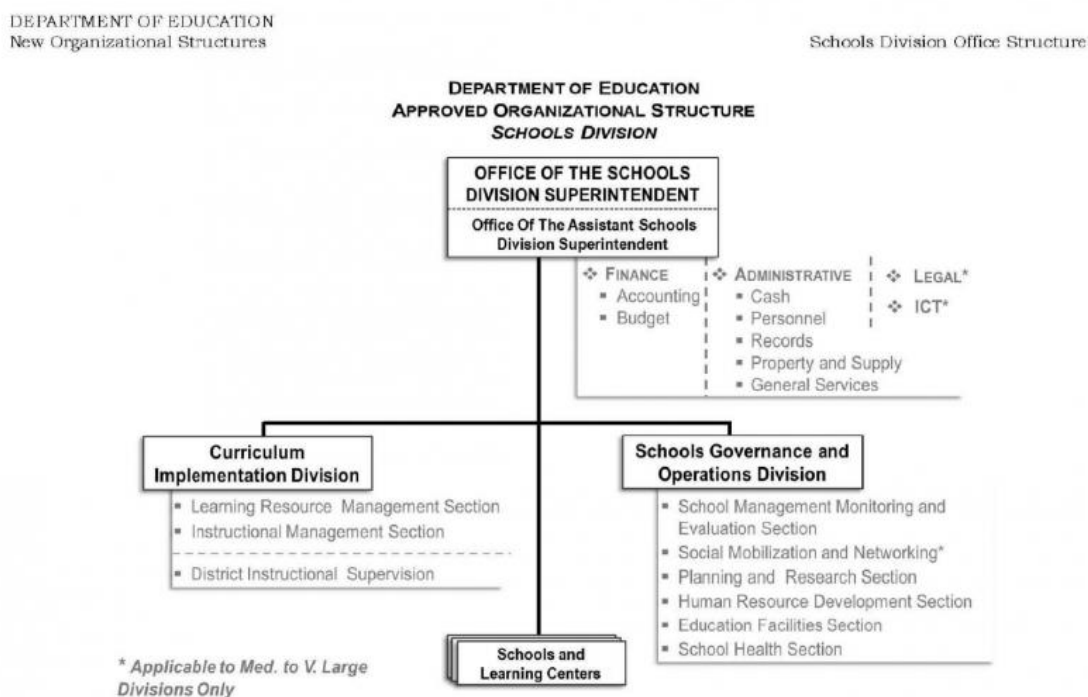 DEPARTMENT OF EDUCATION
New Organizational Structures
Schools Division Office Structure
DEPARTMENT OF EDUCATION
APPROVED ORGANIZATIONAL STRUCTURE
SCHOOLS DIVISION
OFFICE OF THE SCHOOLS
DIVISION SUPERINTENDENT
Office Of The Assistant Schools
Division Superintendent
❖ FINANCE
▪ Accounting
▪ Budget
❖ ADMINISTRATIVE
▪ Cash
▪ Personnel
▪ Records
▪ Property and Supply
▪ General Services
❖ LEGAL*
❖ ICT*
Curriculum
Implementation Division
▪ Learning Resource Management Section
▪ Instructional Management Section
▪ District Instructional Supervision
Schools Governance and
Operations Division
▪ School Management Monitoring and
Evaluation Section
▪ Social Mobilization and Networking*
▪ Planning and Research Section
▪ Human Resource Development Section
▪ Education Facilities Section
▪ School Health Section
Schools and
Learning Centers
* Applicable to Med. to V. Large
Divisions Only